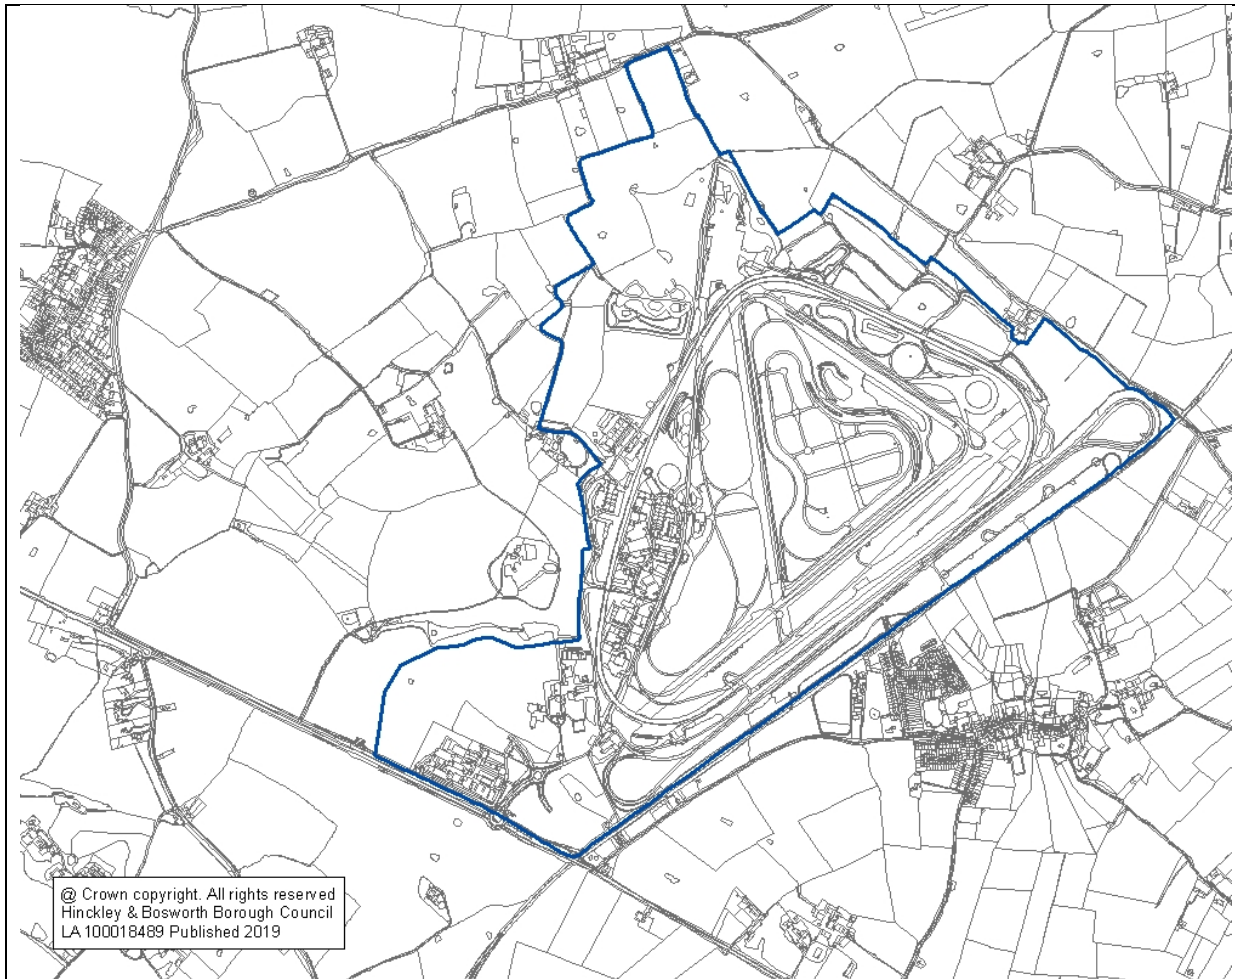 @ Crown copyright. All rights reserved
Hinckley & Bosworth Borough Council
LA 100018489 Published 2019